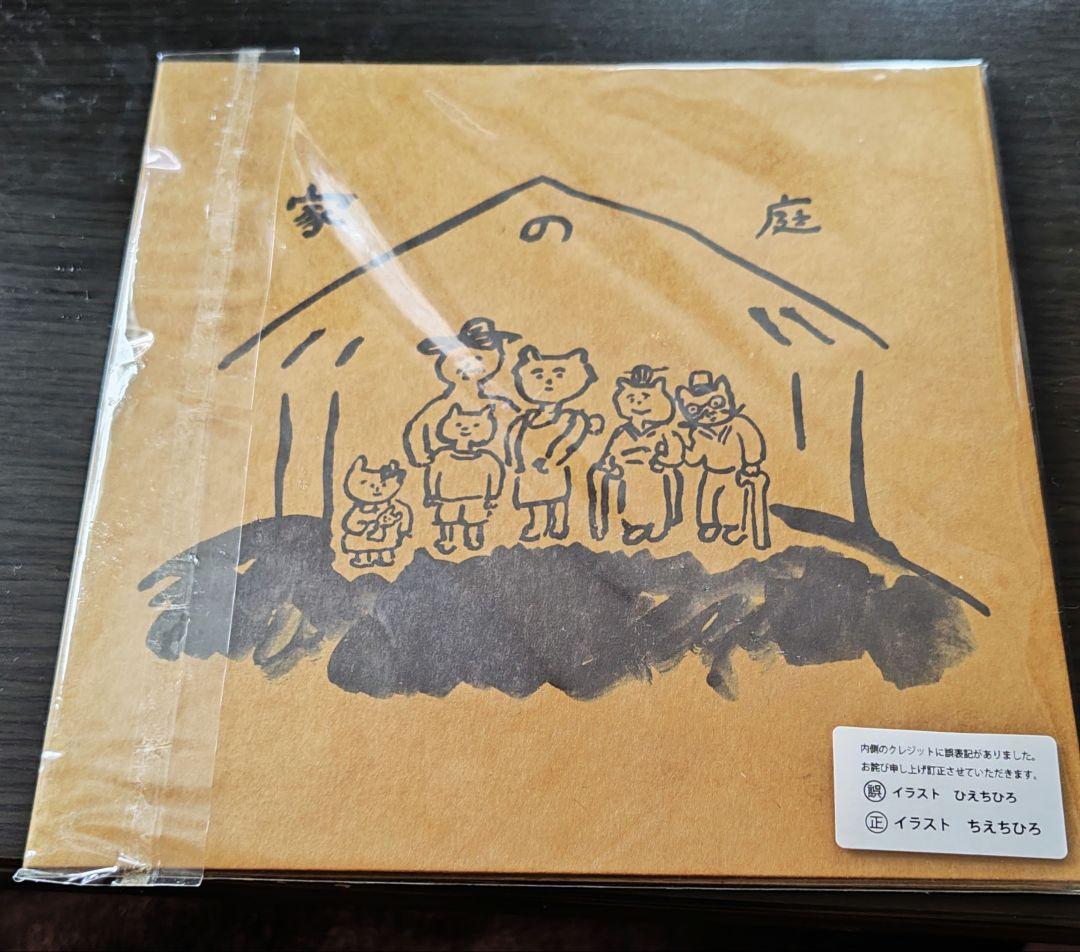 家の庭
内側のクレジットに誤表記がありました。
お詫び申し上げ訂正させていただきます。
誤 イラスト ひえちひろ
正 イラスト ちえちひろ